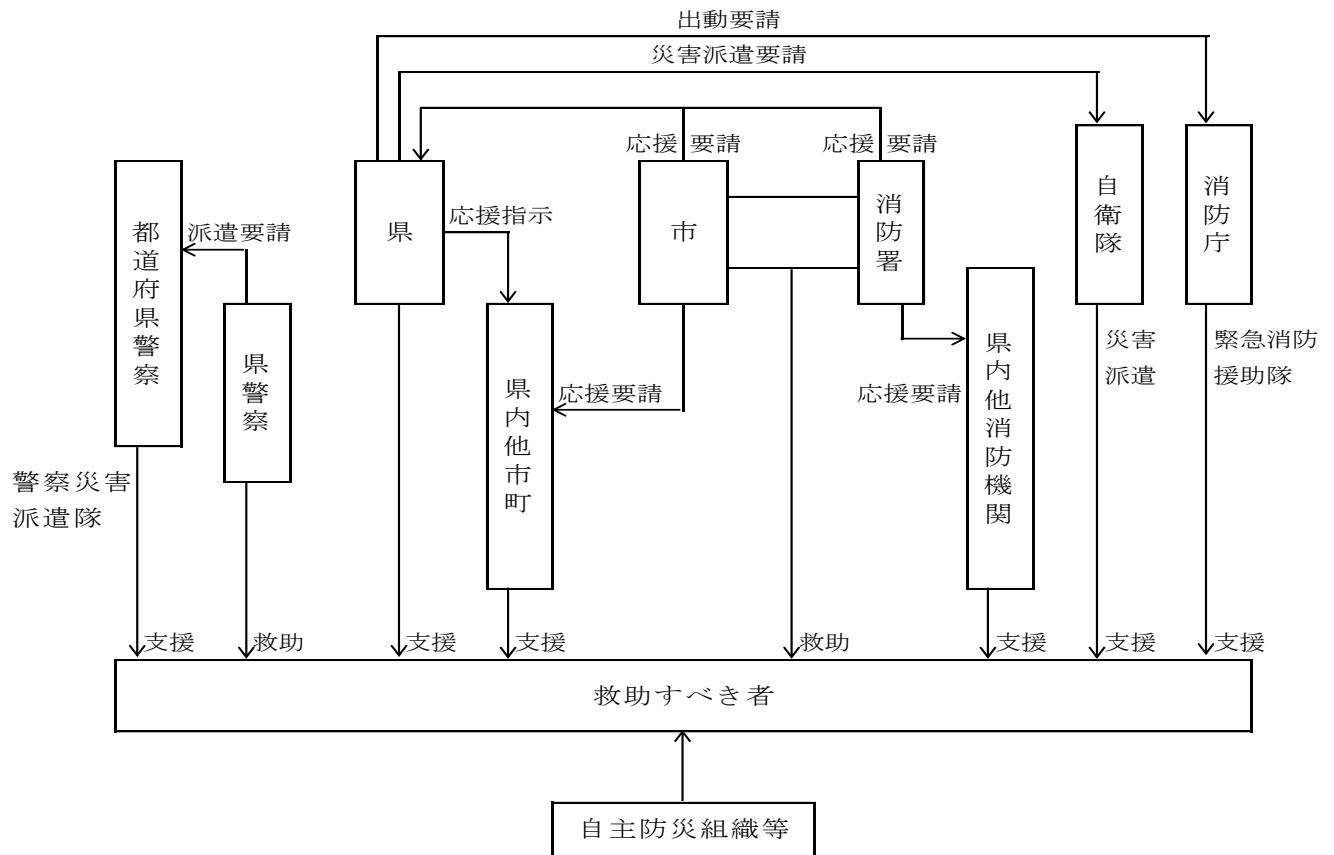 出動要請
災害派遣要請
応援要請
応援要請
都道府県警察
派遣要請
県
応援指示
市
消防署
自衛隊
消防庁
県警察
県内他市町
応援要請
応援要請
県内他消防機関
災害
派遣
緊急消防
援助隊
警察災害
派遣隊
支援
救助
支援
支援
救助
支援
支援
支援
救助すべき者
自主防災組織等